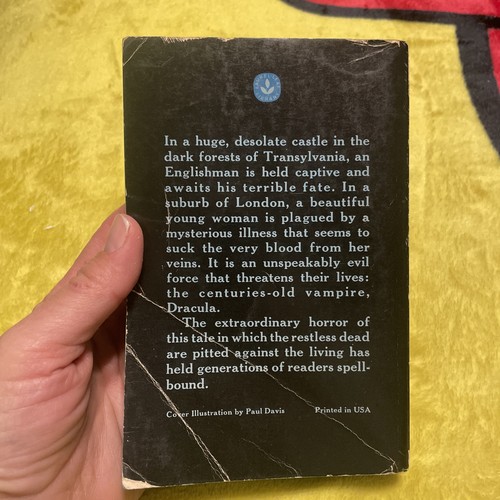 In a huge, desolate castle in the
dark forests of Transylvania, an
Englishman is held captive and
awaits his terrible fate. In a
suburb of London, a beautiful
young woman is plagued by a
mysterious illness that seems to
suck the very blood from her
veins. It is an unspeakably evil
force that threatens their lives:
the centuries-old vampire,
Dracula.
The extraordinary horror of
this tale in which the restless dead
are pitted against the living has
held generations of readers spell-
bound.
Cover Illustration by Paul Davis Printed in USA